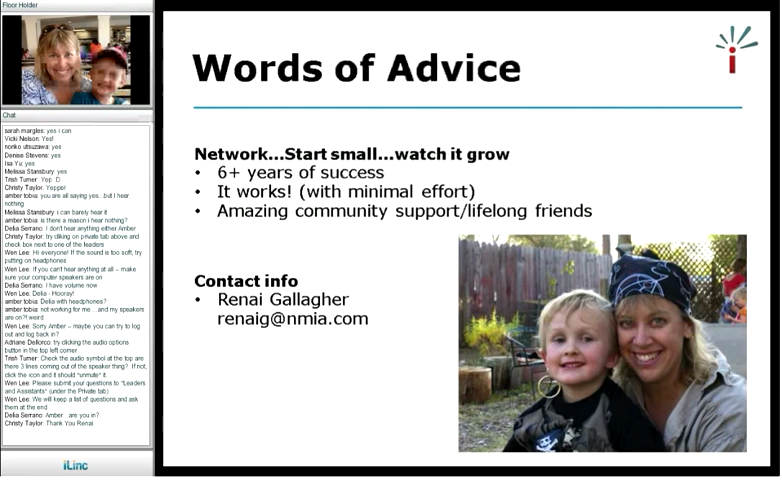 Floor Holder
Chat
sarah margles: yes i can
Vicki Nelson: Yes!
noriko utsuzawa: yes
Denise Stevens: yes
Isa Yu: yes
Melissa Stansbury: yes
Trish Turner: Yep :D
Christy Taylor: Yepper
amber tobia: you are all saying yes...but I hear
nothing
Melissa Stansbury: i can barely hear it
amber tobia: is there a reason i hear nothing?
Delia Serrano: I don't hear anything either Amber
Christy Taylor: try cliking on private tab above and
check box next to one of the leaders
Wen Lee: Hi everyone! If the sound is too soft, try
putting on headphones
Wen Lee: If you can't hear anything at all – make
sure your computer speakers are on
Delia Serrano: I have volume now
Wen Lee: Delia - Hooray!
amber tobia: Delia with headphones?
amber tobia: not working for me... and my speakers
are on?! weird
Wen Lee: Sorry Amber – maybe you can try to log
out and log back in?
Adriane Dellorco: try clicking the audio options
button in the top left corner
Trish Turner: Check the audio symbol at the top are
there 3 lines coming out of the speaker thing? If not,
click the icon and it should "unmute" it.
Wen Lee: Please submit your questions to "Leaders
and Assistants" (under the Private tab)
Wen Lee: We will keep a list of questions and ask
them at the end
Delia Serrano: Amber...are you in?
Christy Taylor: Thank You Renai
iLinc
Words of Advice
Network...Start small...watch it grow
• 6+ years of success
• It works! (with minimal effort)
• Amazing community support/lifelong friends
Contact info
• Renai Gallagher
renaig@nmia.com